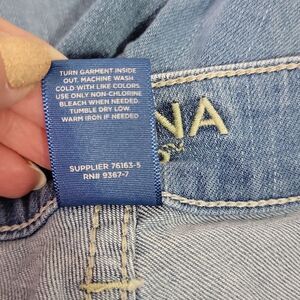 TURN GARMENT INSIDE
OUT. MACHINE WASH
COLD WITH LIKE COLORS.
USE ONLY NON-CHLORINE
BLEACH WHEN NEEDED.
TUMBLE DRY LOW.
WARM IRON IF NEEDED
SUPPLIER 76163-5
RN# 9367-7
NA